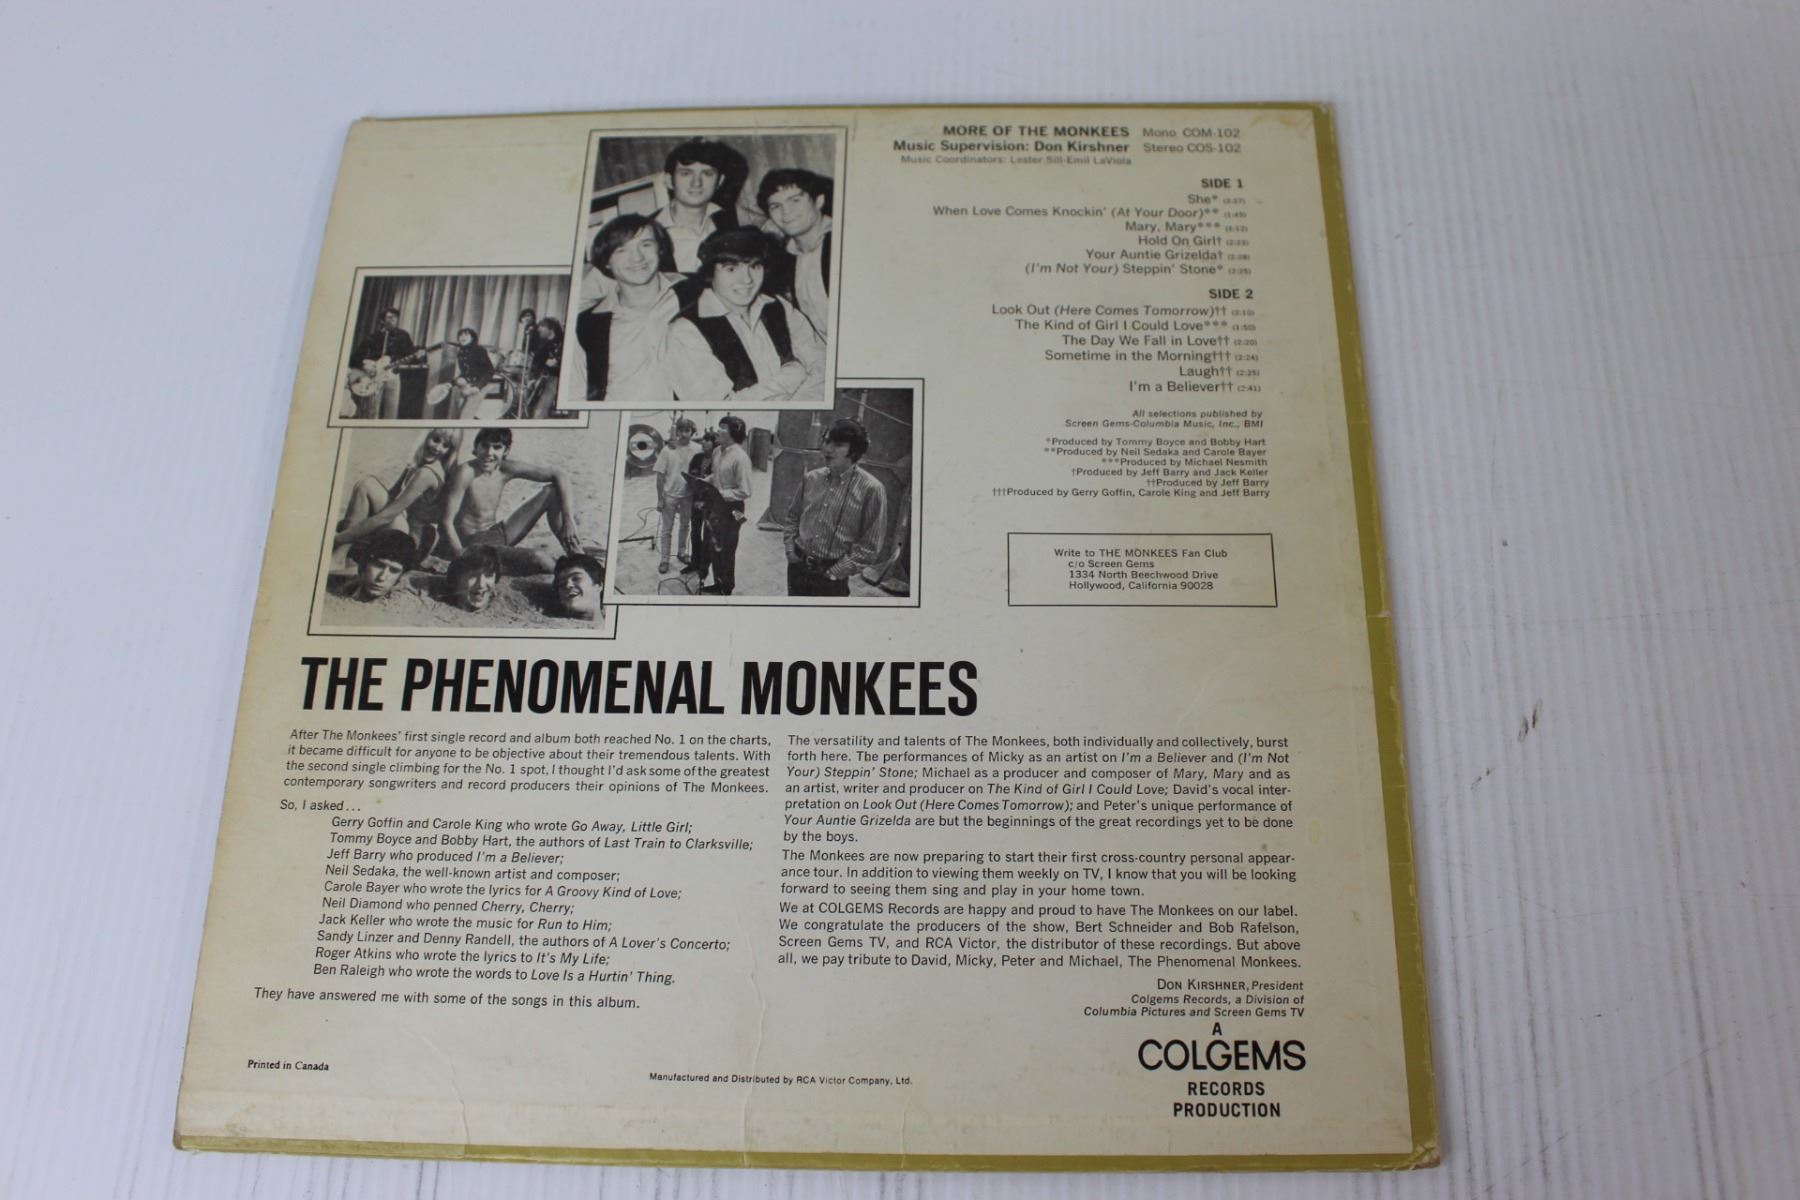 MORE OF THE MONKEES Mono COM-102
Music Supervision: Don Kirshner Stereo COS-102
Music Coordinators: Lester Sill-Emil LaViola
SIDE 1
She* (2:27)
When Love Comes Knockin' (At Your Door)** (1:45)
Mary, Mary*** (2:12)
Hold On Girl† (2:23)
Your Auntie Grizelda† (2:28)
(I'm Not Your) Steppin' Stone* (2:25)
SIDE 2
Look Out (Here Comes Tomorrow)†† (2:10)
The Kind of Girl I Could Love*** (1:50)
The Day We Fall in Love†† (2:20)
Sometime in the Morning††† (2:24)
Laugh†† (2:25)
I'm a Believer†† (2:41)
All selections published by
Screen Gems-Columbia Music, Inc., BMI
*Produced by Tommy Boyce and Bobby Hart
**Produced by Neil Sedaka and Carole Bayer
***Produced by Michael Nesmith
†Produced by Jeff Barry and Jack Keller
††Produced by Jeff Barry
†††Produced by Gerry Goffin, Carole King and Jeff Barry
Write to THE MONKEES Fan Club
c/o Screen Gems
1334 North Beechwood Drive
Hollywood, California 90028
THE PHENOMENAL MONKEES
After The Monkees' first single record and album both reached No. 1 on the charts,
it became difficult for anyone to be objective about their tremendous talents. With
the second single climbing for the No. 1 spot, I thought I'd ask some of the greatest
contemporary songwriters and record producers their opinions of The Monkees.
So, I asked...
Gerry Goffin and Carole King who wrote Go Away, Little Girl;
Tommy Boyce and Bobby Hart, the authors of Last Train to Clarksville;
Jeff Barry who produced I'm a Believer;
Neil Sedaka, the well-known artist and composer;
Carole Bayer who wrote the lyrics for A Groovy Kind of Love;
Neil Diamond who penned Cherry, Cherry;
Jack Keller who wrote the music for Run to Him;
Sandy Linzer and Denny Randell, the authors of A Lover's Concerto;
Roger Atkins who wrote the lyrics to It's My Life;
Ben Raleigh who wrote the words to Love Is a Hurtin' Thing.
They have answered me with some of the songs in this album.
The versatility and talents of The Monkees, both individually and collectively, burst
forth here. The performances of Micky as an artist on I'm a Believer and (I'm Not
Your) Steppin' Stone; Michael as a producer and composer of Mary, Mary and as
an artist, writer and producer on The Kind of Girl I Could Love; David's vocal inter-
pretation on Look Out (Here Comes Tomorrow); and Peter's unique performance of
Your Auntie Grizelda are but the beginnings of the great recordings yet to be done
by the boys.
The Monkees are now preparing to start their first cross-country personal appear-
ance tour. In addition to viewing them weekly on TV, I know that you will be looking
forward to seeing them sing and play in your home town.
We at COLGEMS Records are happy and proud to have The Monkees on our label.
We congratulate the producers of the show, Bert Schneider and Bob Rafelson,
Screen Gems TV, and RCA Victor, the distributor of these recordings. But above
all, we pay tribute to David, Micky, Peter and Michael, The Phenomenal Monkees.
DON KIRSHNER, President
Colgems Records, a Division of
Columbia Pictures and Screen Gems TV
A
COLGEMS
RECORDS
PRODUCTION
Printed in Canada
Manufactured and Distributed by RCA Victor Company, Ltd.